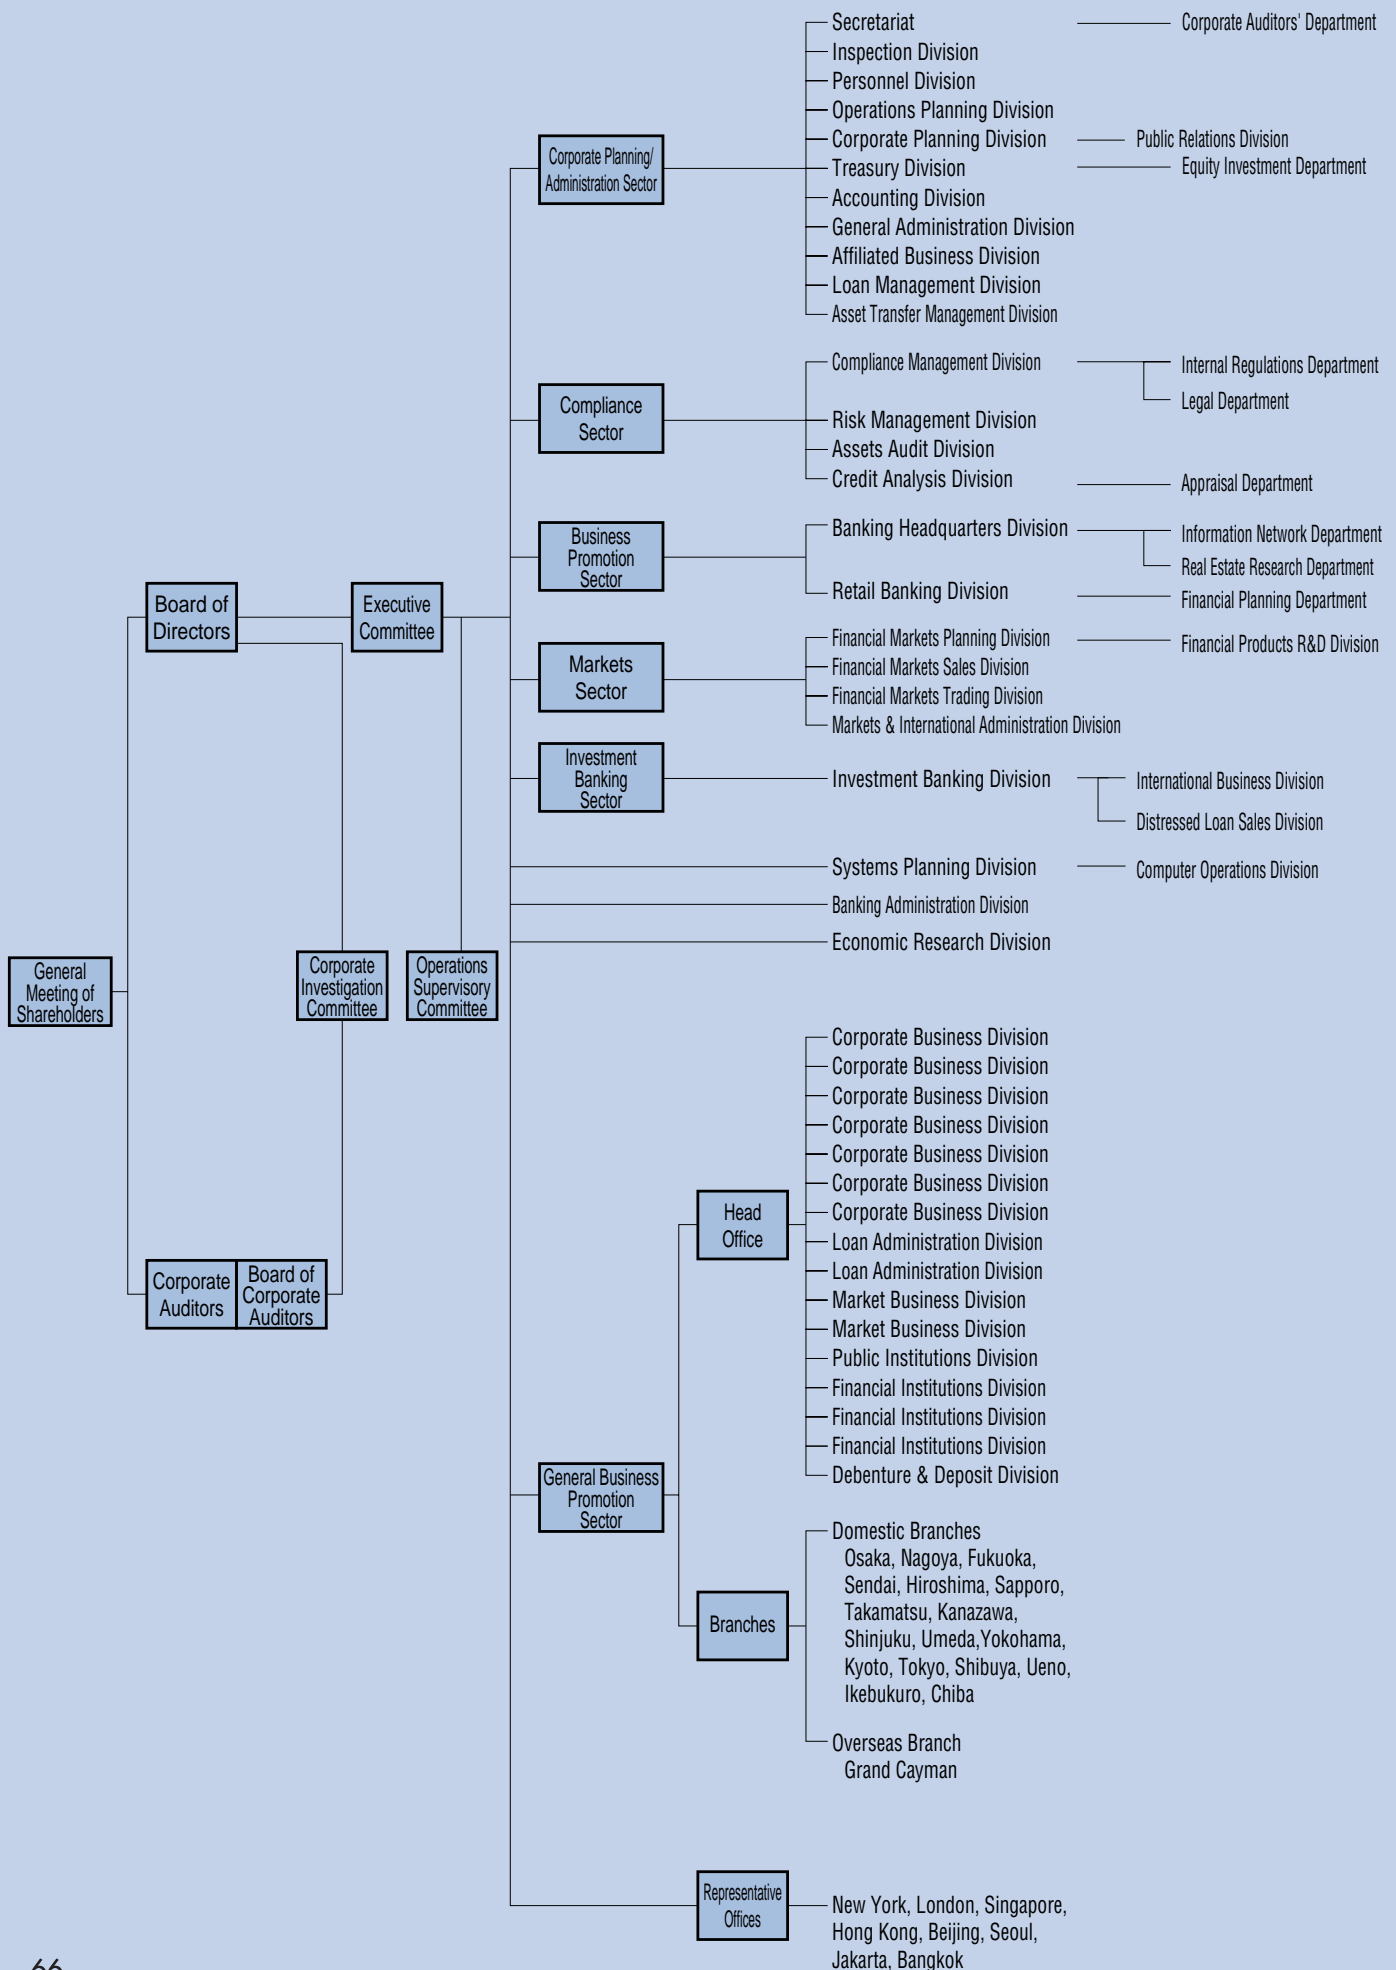 Secretariat
Corporate Auditors' Department
Inspection Division
Personnel Division
Operations Planning Division
Corporate Planning/
Administration Sector
Corporate Planning Division
Public Relations Division
Treasury Division
Equity Investment Department
Accounting Division
General Administration Division
Affiliated Business Division
Loan Management Division
Asset Transfer Management Division
Compliance
Sector
Compliance Management Division
Internal Regulations Department
Legal Department
Risk Management Division
Assets Audit Division
Credit Analysis Division
Appraisal Department
Business
Promotion
Sector
Banking Headquarters Division
Information Network Department
Real Estate Research Department
Retail Banking Division
Financial Planning Department
Board of
Directors
Executive
Committee
Markets
Sector
Financial Markets Planning Division
Financial Products R&D Division
Financial Markets Sales Division
Financial Markets Trading Division
Markets & International Administration Division
Investment
Banking
Sector
Investment Banking Division
International Business Division
Distressed Loan Sales Division
Systems Planning Division
Computer Operations Division
Banking Administration Division
Economic Research Division
General
Meeting of
Shareholders
Corporate
Investigation
Committee
Operations
Supervisory
Committee
Corporate Business Division
Corporate Business Division
Corporate Business Division
Corporate Business Division
Corporate Business Division
Corporate Business Division
Corporate Business Division
Head
Office
Loan Administration Division
Loan Administration Division
Market Business Division
Market Business Division
Public Institutions Division
Financial Institutions Division
Financial Institutions Division
Financial Institutions Division
Debenture & Deposit Division
Corporate
Auditors
Board of
Corporate
Auditors
General Business
Promotion
Sector
Branches
Domestic Branches
Osaka, Nagoya, Fukuoka,
Sendai, Hiroshima, Sapporo,
Takamatsu, Kanazawa,
Shinjuku, Umeda,Yokohama,
Kyoto, Tokyo, Shibuya, Ueno,
Ikebukuro, Chiba
Overseas Branch
Grand Cayman
Representative
Offices
New York, London, Singapore,
Hong Kong, Beijing, Seoul,
Jakarta, Bangkok
66